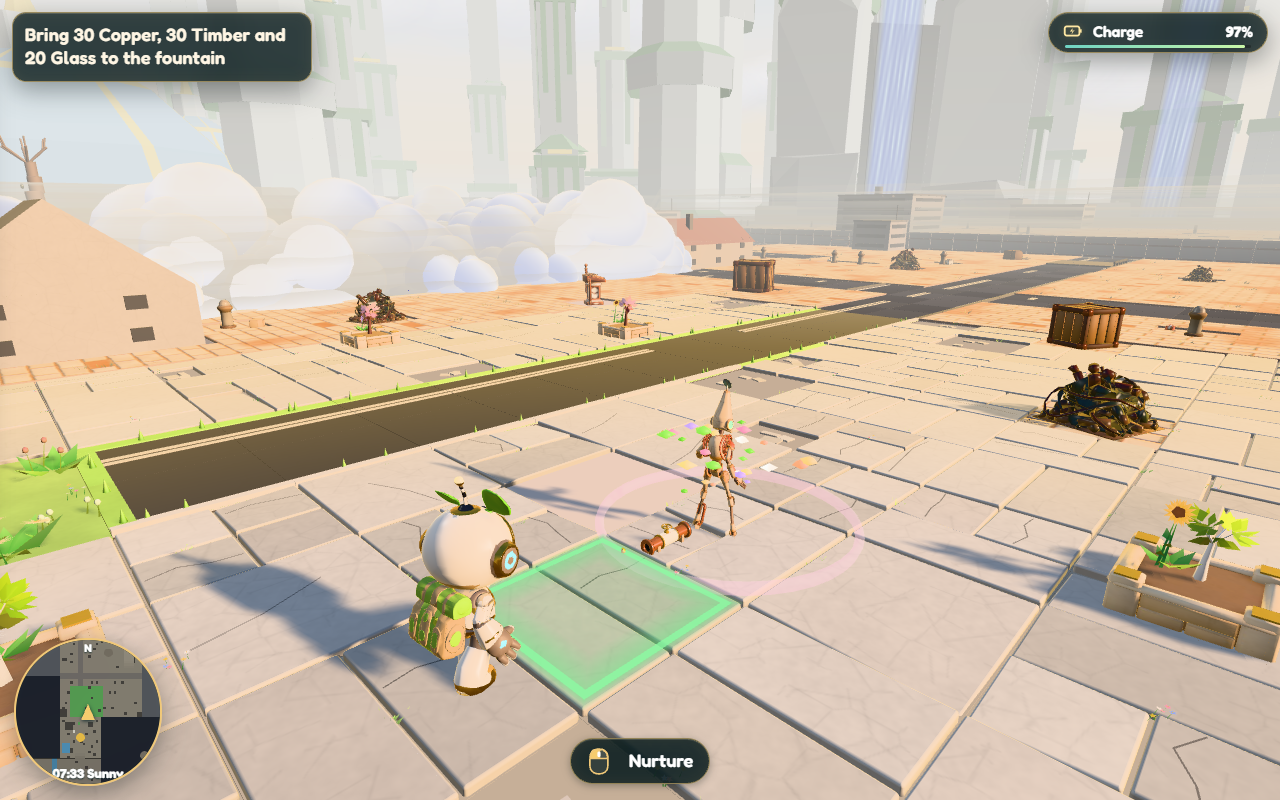 Bring 30 Copper, 30 Timber and
20 Glass to the fountain
Charge 97%
N
07:33 Sunny
Nurture